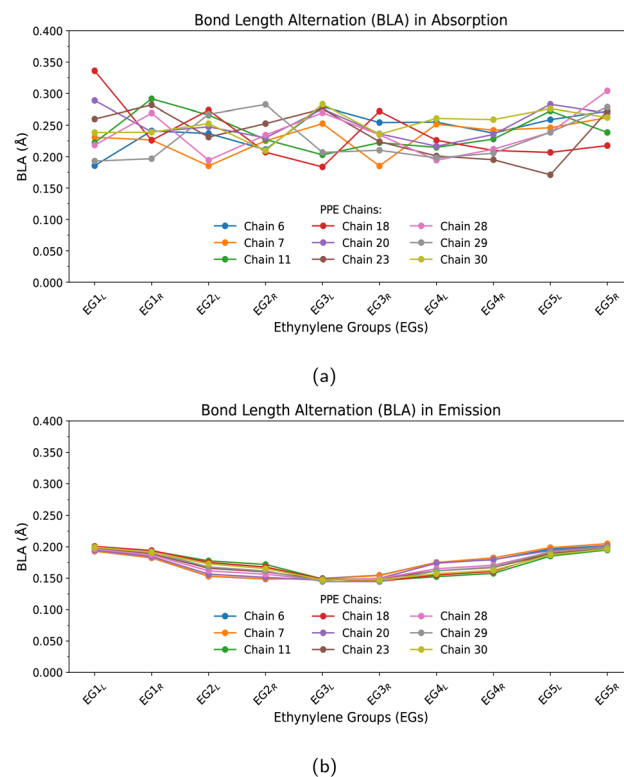 Bond Length Alternation (BLA) in Absorption
0.400
0.350
0.300
0.250
0.200
0.150
0.100
0.050
0.000
BLA (Å)
PPE Chains:
Chain 6 Chain 18 Chain 28
Chain 7 Chain 20 Chain 29
Chain 11 Chain 23 Chain 30
EG1L EG1R EG2L EG2R EG3L EG3R EG4L EG4R EG5L EG5R
Ethynylene Groups (EGs)
(a)
Bond Length Alternation (BLA) in Emission
0.400
0.350
0.300
0.250
0.200
0.150
0.100
0.050
0.000
BLA (Å)
PPE Chains:
Chain 6 Chain 18 Chain 28
Chain 7 Chain 20 Chain 29
Chain 11 Chain 23 Chain 30
EG1L EG1R EG2L EG2R EG3L EG3R EG4L EG4R EG5L EG5R
Ethynylene Groups (EGs)
(b)